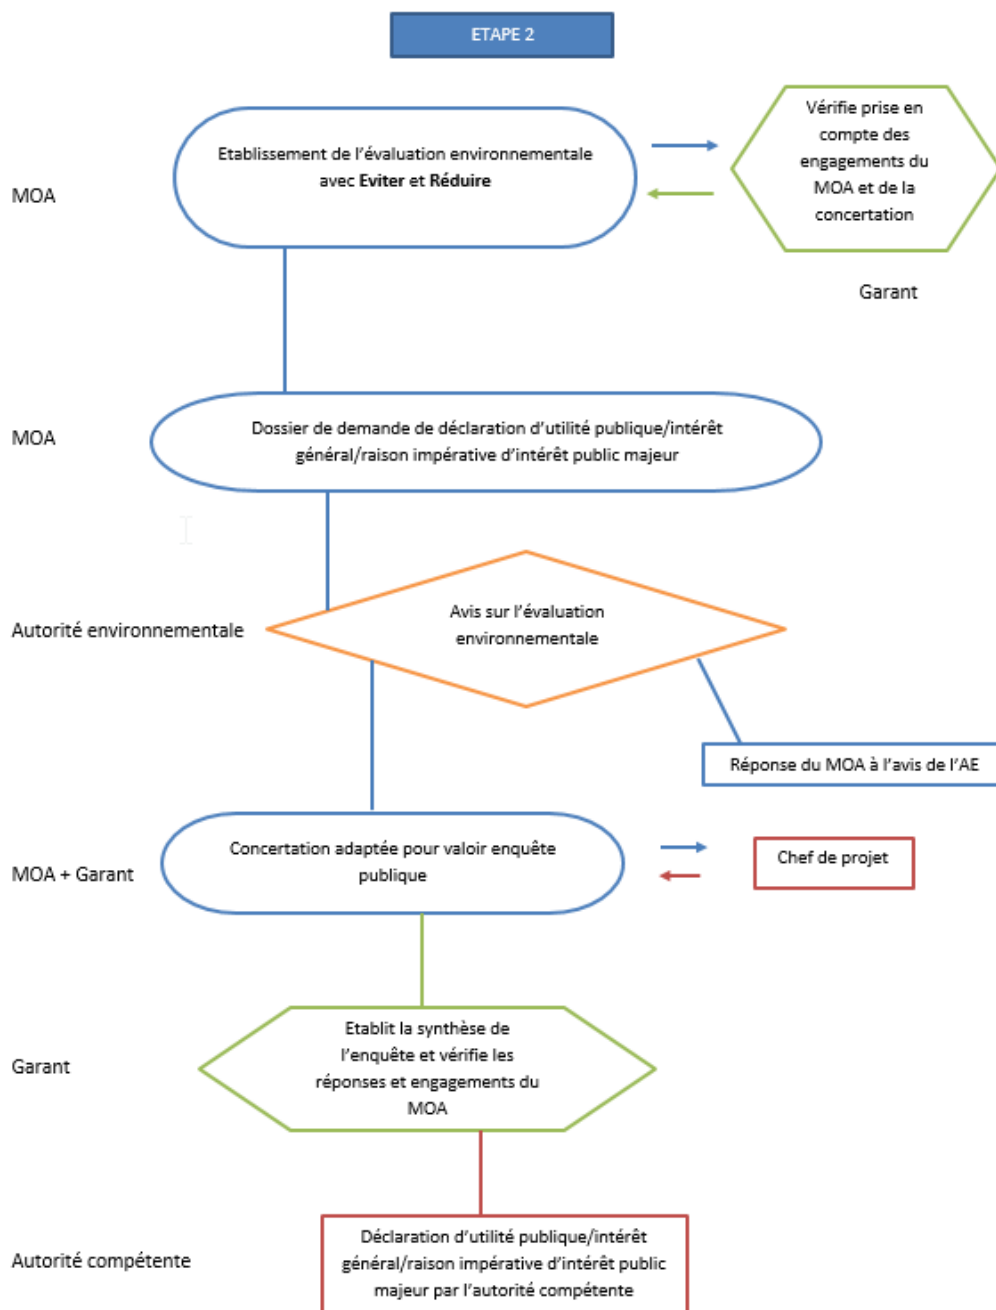 ETAPE 2
Vérifie prise en
compte des
engagements du
MOA et de la
concertation
Etablissement de l'évaluation environnementale
avec Eviter et Réduire
MOA
Garant
MOA
Dossier de demande de déclaration d'utilité publique/intérêt
général/raison impérative d'intérêt public majeur
Autorité environnementale
Avis sur l'évaluation
environnementale
Réponse du MOA à l'avis de l'AE
MOA + Garant
Concertation adaptée pour valoir enquête
publique
Chef de projet
Garant
Etablit la synthèse de
l'enquête et vérifie les
réponses et engagements du
MOA
Autorité compétente
Déclaration d'utilité publique/intérêt
général/raison impérative d'intérêt public
majeur par l'autorité compétente